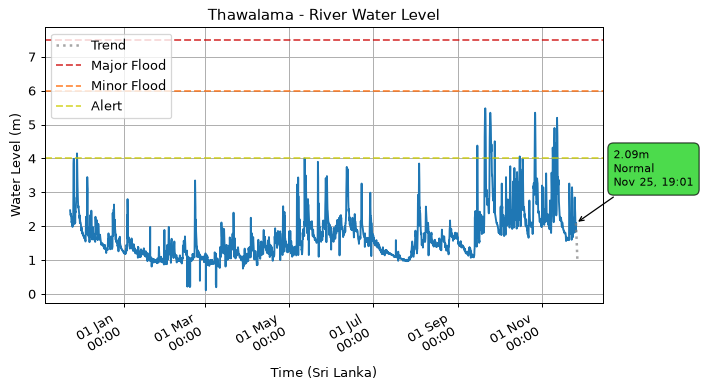 Thawalama - River Water Level
Trend
Major Flood
Minor Flood
Alert
Water Level (m)
7
6
5
4
3
2
1
0
2.09m
Normal
Nov 25, 19:01
01 Jan
00:00
01 Mar
00:00
01 May
00:00
01 Jul
00:00
01 Sep
00:00
01 Nov
00:00
Time (Sri Lanka)